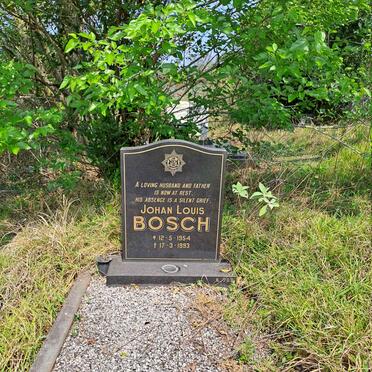 A LOVING HUSBAND AND FATHER
IS NOW AT REST,
HIS ABSENCE IS A SILENT GRIEF.
JOHAN LOUIS
BOSCH
* 12-5-1954
† 17-3-1993